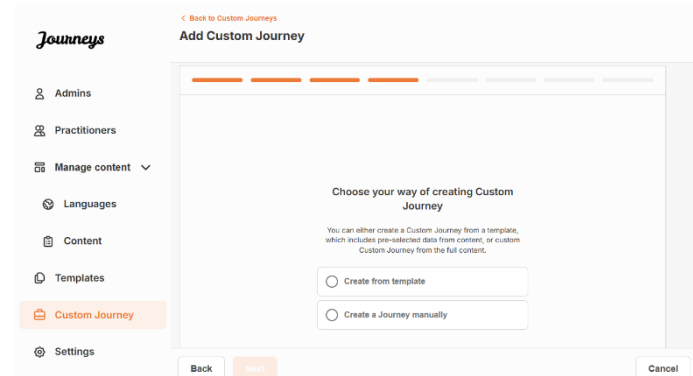 Journeys
Admins
Practitioners
Manage content
Languages
Content
Templates
Custom Journey
Settings
Back to Custom Journeys
Add Custom Journey
Choose your way of creating Custom
Journey
You can either create a Custom Journey from a template,
which includes pre-selected data from content, or custom
Custom Journey from the full content.
Create from template
Create a Journey manually
Back
Next
Cancel